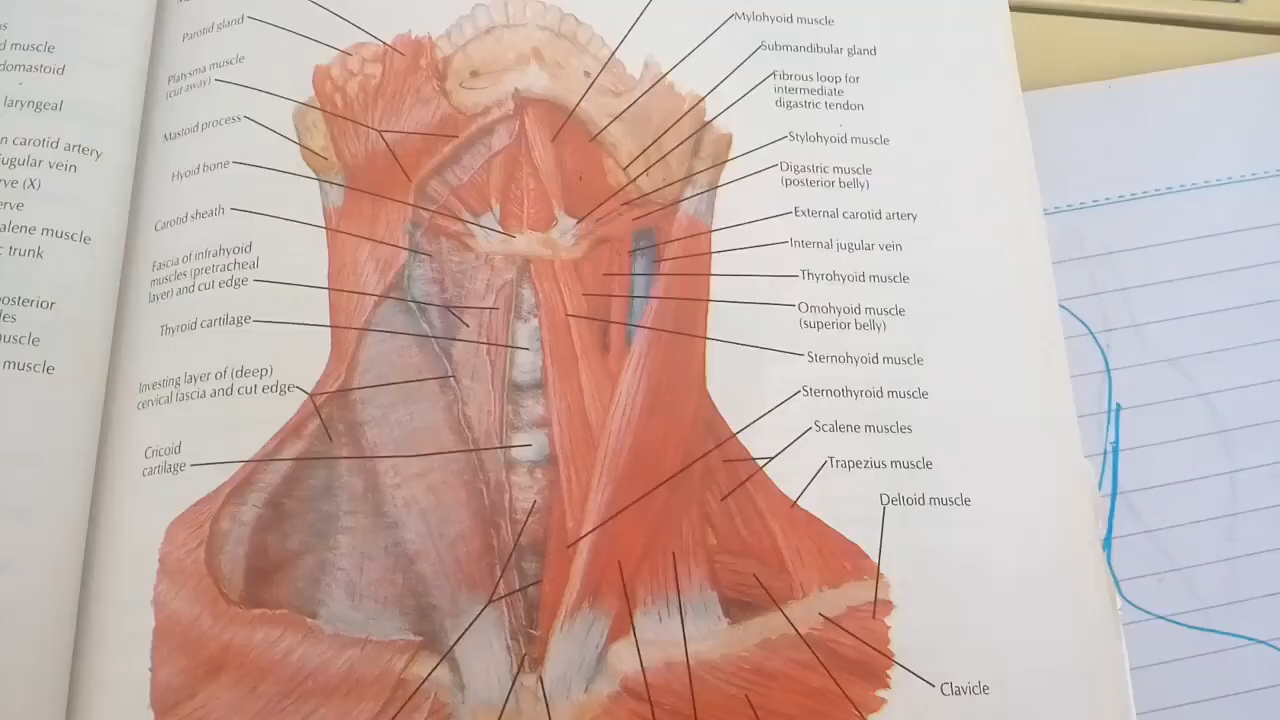 d muscle
domastoid
laryngeal
n carotid artery
ugular vein
rve (X)
erve
alene muscle
c trunk
osterior
les
uscle
muscle
Parotid gland
Platysma muscle
(cut away)
Mastoid process
Hyoid bone
Carotid sheath
Fascia of infrahyoid
muscles (pretracheal
layer) and cut edge
Thyroid cartilage
Investing layer of (deep)
cervical fascia and cut edge
Cricoid
cartilage
Mylohyoid muscle
Submandibular gland
Fibrous loop for
intermediate
digastric tendon
Stylohyoid muscle
Digastric muscle
(posterior belly)
External carotid artery
Internal jugular vein
Thyrohyoid muscle
Omohyoid muscle
(superior belly)
Sternohyoid muscle
Sternothyroid muscle
Scalene muscles
Trapezius muscle
Deltoid muscle
Clavicle